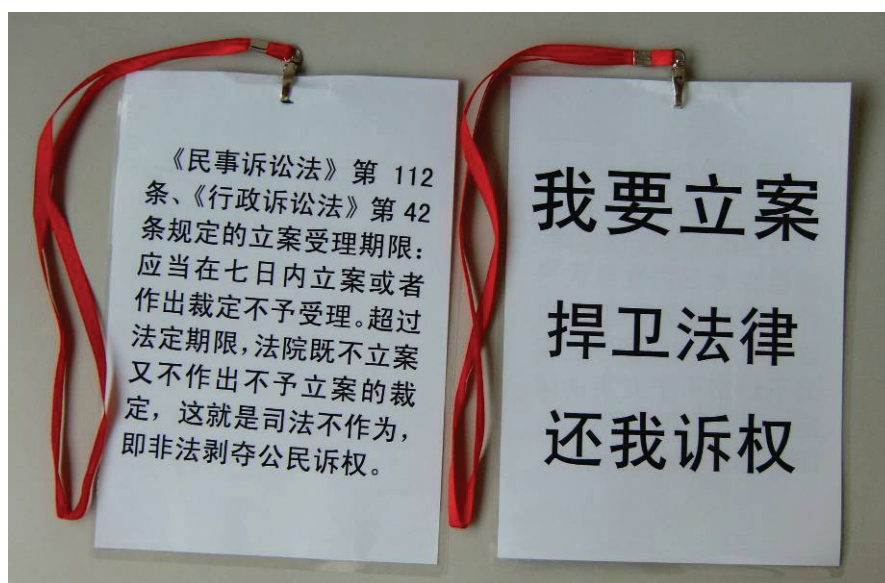 《民事诉讼法》第 112
条、《行政诉讼法》第 42
条规定的立案受理期限：
应当在七日内立案或者
作出裁定不予受理。超过
法定期限，法院既不立案
又不作出不予立案的裁
定，这就是司法不作为，
即非法剥夺公民诉权。
我要立案
捍卫法律
还我诉权